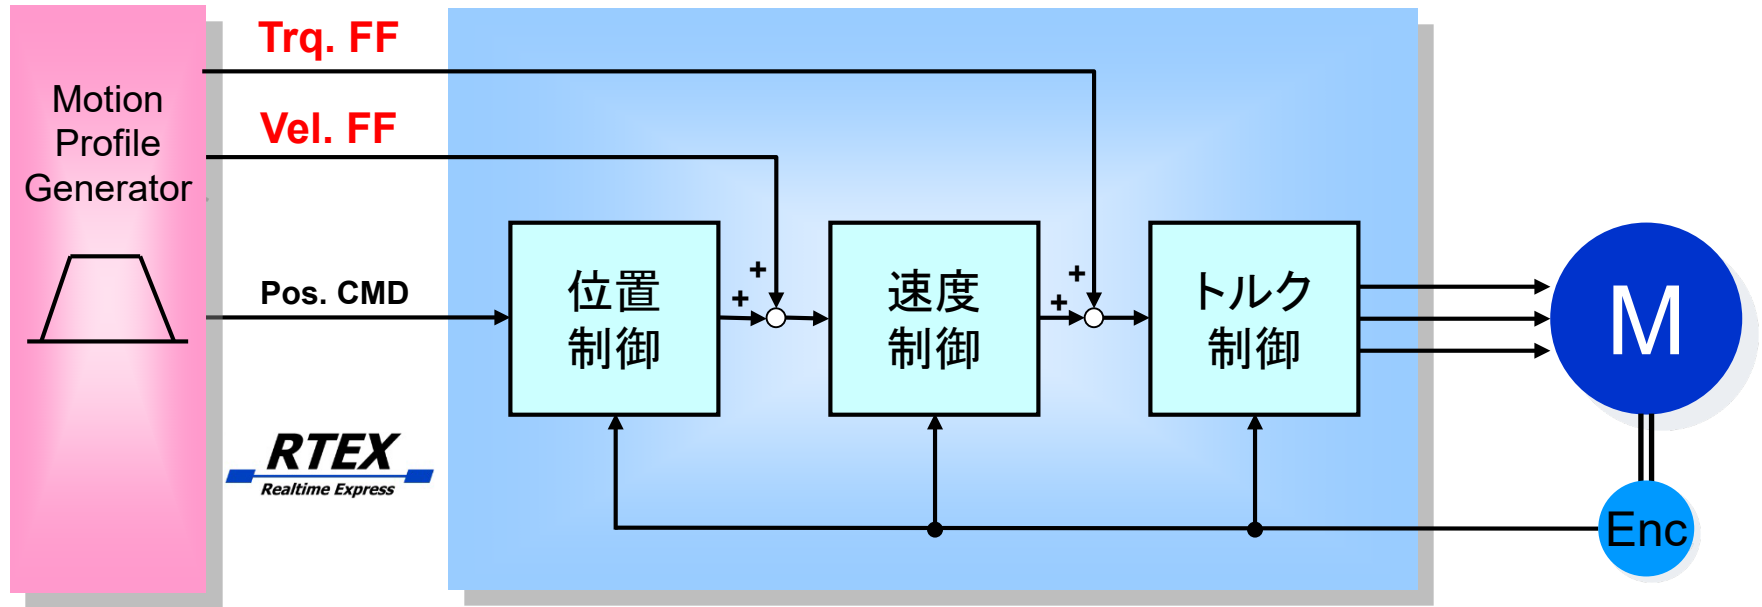 Trq. FF
Motion
Profile
Generator
Vel. FF
Pos. CMD
位置
制御
速度
制御
トルク
制御
+
+
+
+
M
RTEX
Realtime Express
Enc